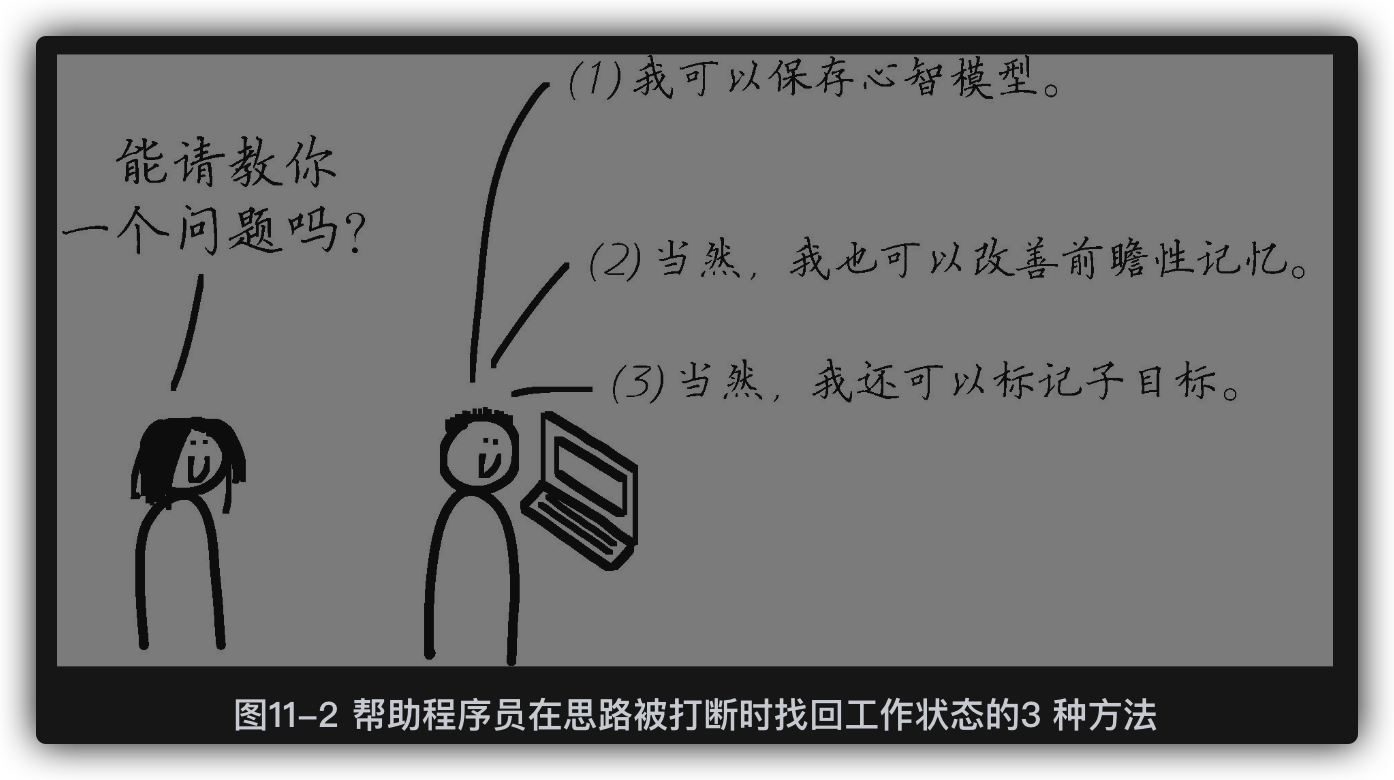 能请教你
一个问题吗?
(1)我可以保存心智模型。
(2)当然,我也可以改善前瞻性记忆。
(3)当然,我还可以标记子目标。
图11-2 帮助程序员在思路被打断时找回工作状态的3 种方法